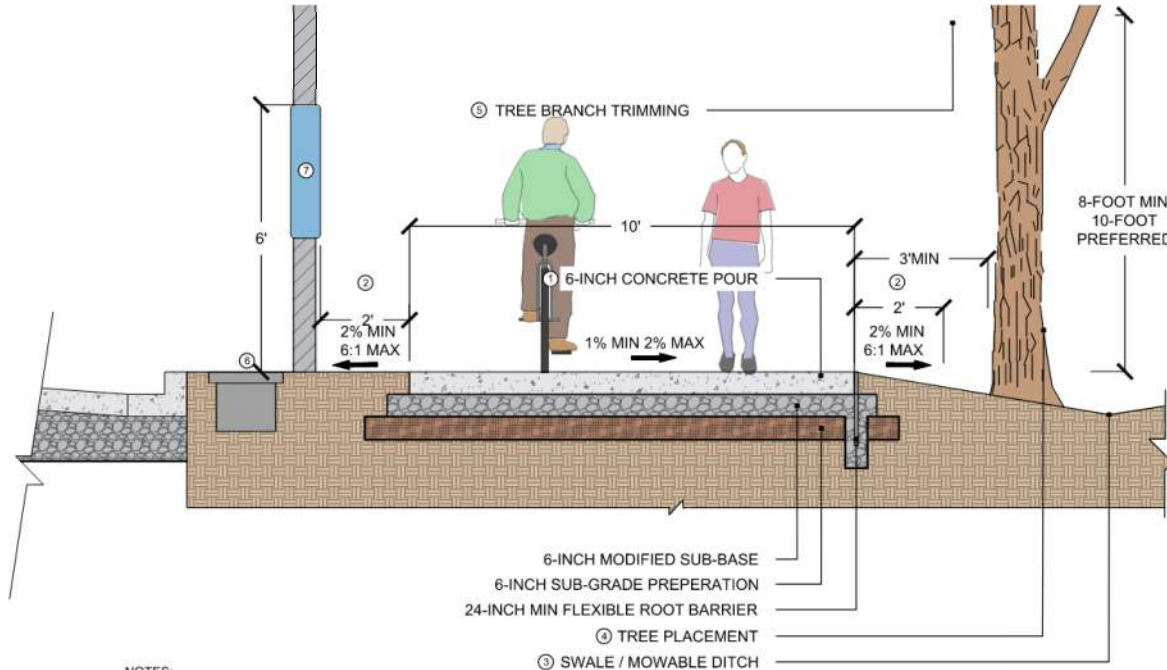 ⑤ TREE BRANCH TRIMMING
⑦
8-FOOT MIN
10-FOOT
PREFERRED
6'
10'
3'MIN
② ① 6-INCH CONCRETE POUR ②
2' 2'
2% MIN
6:1 MAX
1% MIN 2% MAX
2% MIN
6:1 MAX
⑥
6-INCH MODIFIED SUB-BASE
6-INCH SUB-GRADE PREPERATION
24-INCH MIN FLEXIBLE ROOT BARRIER
④ TREE PLACEMENT
③ SWALE / MOWABLE DITCH
NOTES: